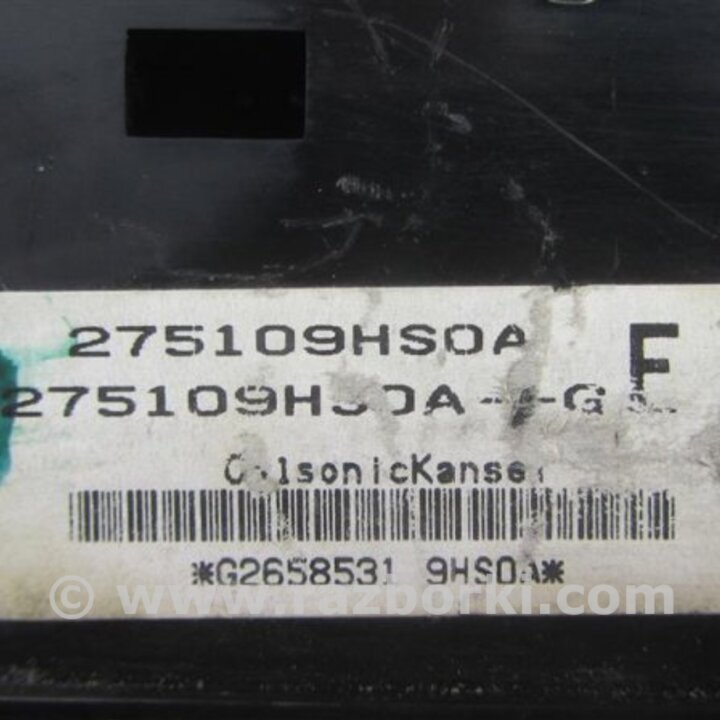 275109HS0A E
275109HS0A--G
CalsonicKansei
*G2658531 9HS0A*
© www.razborki.com